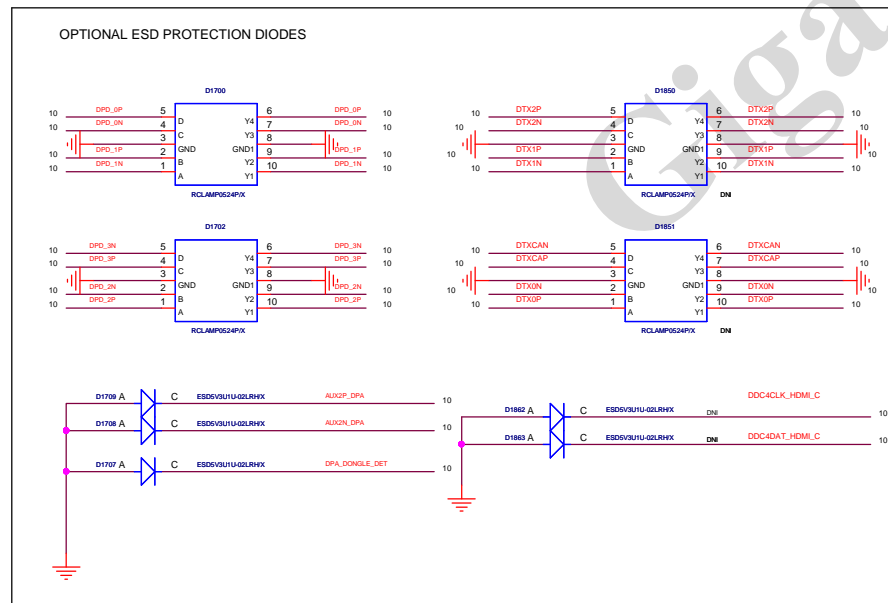 OPTIONAL ESD PROTECTION DIODES
Giga
D1700
10 DPD_0P 5 D Y4 6 DPD_0P 10
10 DPD_0N 4 C Y3 7 DPD_0N 10
3 GND GND1 8
10 DPD_1P 2 B Y2 9 DPD_1P 10
10 DPD_1N 1 A Y1 10 DPD_1N 10
10 10
RCLAMP0524P/X
D1850
10 DTX2P 5 D Y4 6 DTX2P 10
10 DTX2N 4 C Y3 7 DTX2N 10
3 GND GND1 8
10 DTX1P 2 B Y2 9 DTX1P 10
10 DTX1N 1 A Y1 10 DTX1N 10
RCLAMP0524P/X DNI
D1702
10 DPD_3N 5 D Y4 6 DPD_3N 10
10 DPD_3P 4 C Y3 7 DPD_3P 10
3 GND GND1 8
10 DPD_2N 2 B Y2 9 DPD_2N 10
10 DPD_2P 1 A Y1 10 DPD_2P 10
RCLAMP0524P/X
D1851
10 DTXCAN 5 D Y4 6 DTXCAN 10
10 DTXCAP 4 C Y3 7 DTXCAP 10
3 GND GND1 8
10 DTX0N 2 B Y2 9 DTX0N 10
10 DTX0P 1 A Y1 10 DTX0P 10
RCLAMP0524P/X DNI
D1709 A C ESD5V3U1U-02LRH/X AUX2P_DPA 10
D1708 A C ESD5V3U1U-02LRH/X AUX2N_DPA 10
D1707 A C ESD5V3U1U-02LRH/X DPA_DONGLE_DET 10
D1862 A C ESD5V3U1U-02LRH/X DNI DDC4CLK_HDMI_C 10
D1863 A C ESD5V3U1U-02LRH/X DNI DDC4DAT_HDMI_C 10